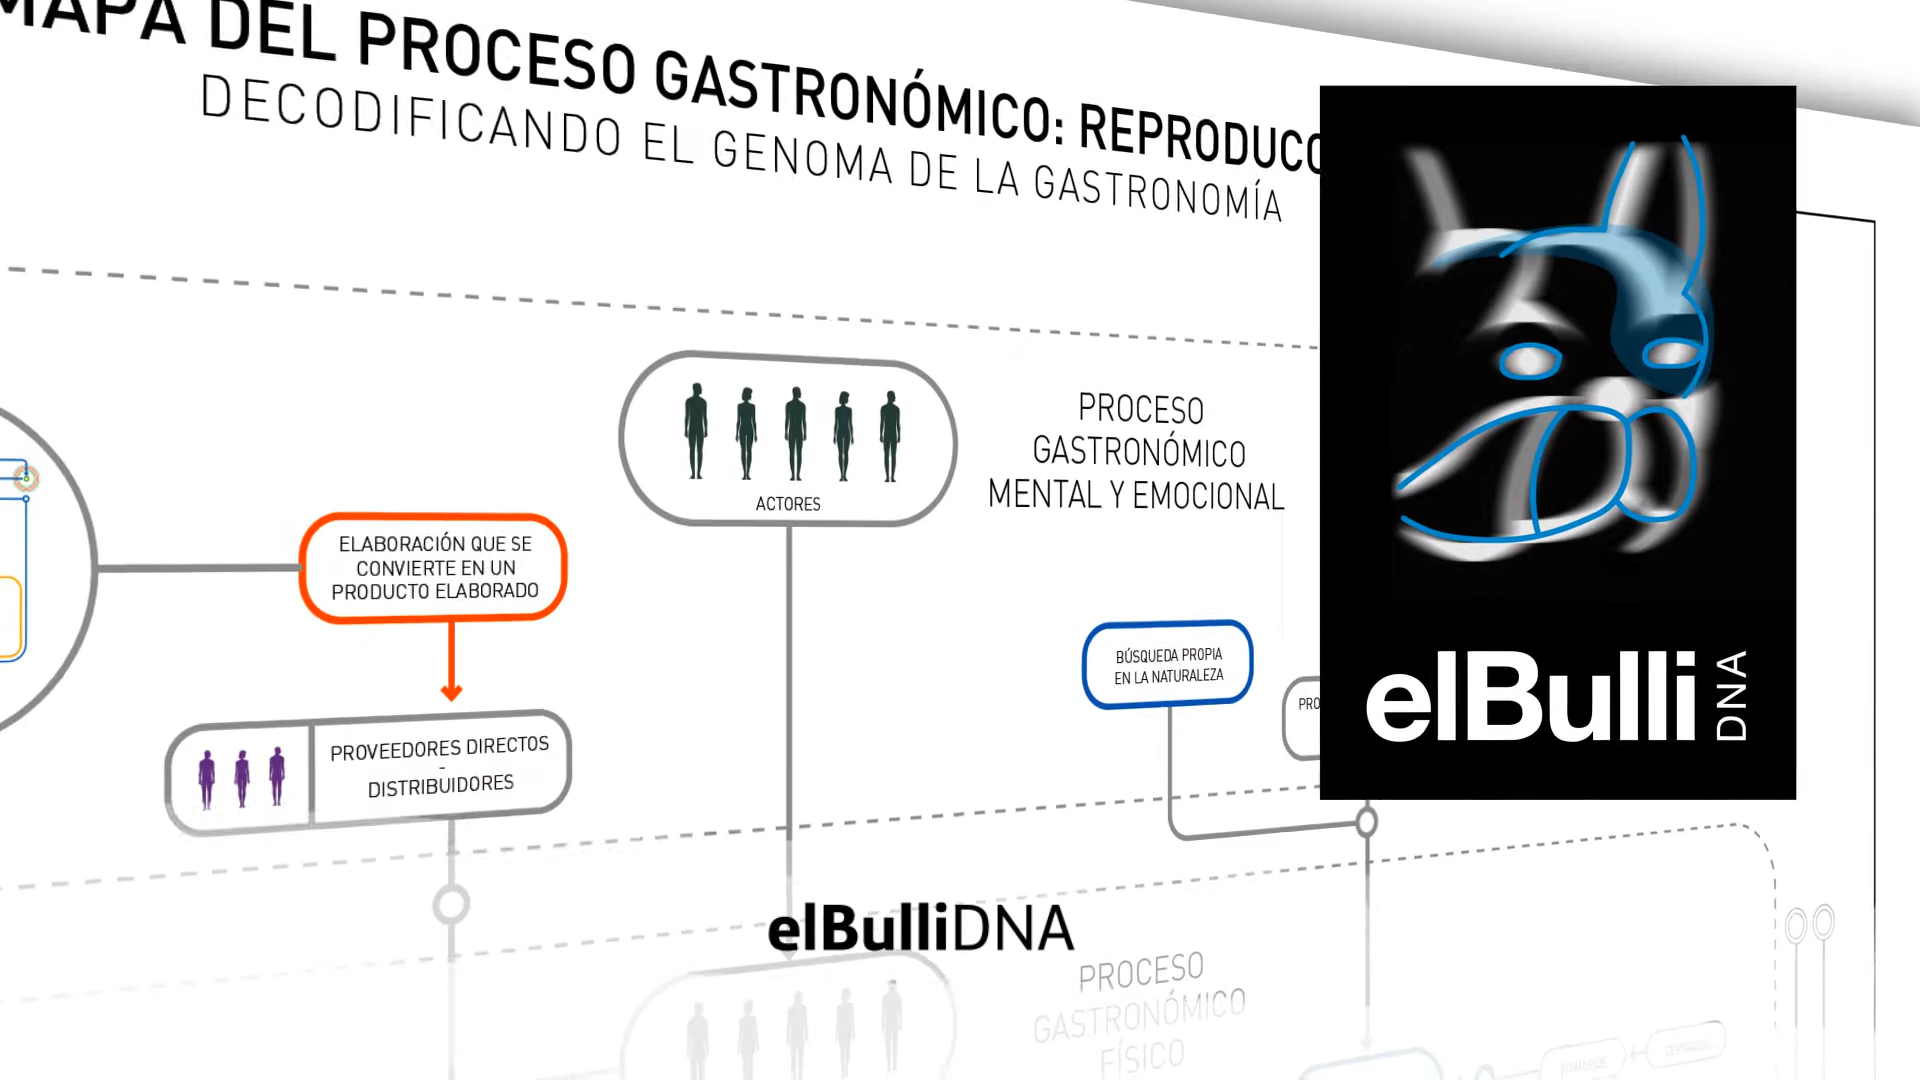 MAPA DEL PROCESO GASTRONÓMICO: REPRODUCC
DECODIFICANDO EL GENOMA DE LA GASTRONOMÍA
ACTORES
PROCESO
GASTRONÓMICO
MENTAL Y EMOCIONAL
ELABORACIÓN QUE SE
CONVIERTE EN UN
PRODUCTO ELABORADO
PROVEEDORES DIRECTOS
-
DISTRIBUIDORES
BÚSQUEDA PROPIA
EN LA NATURALEZA
PRO
elBulli DNA
elBulliDNA
PROCESO
GASTRONÓMICO
FÍSICO